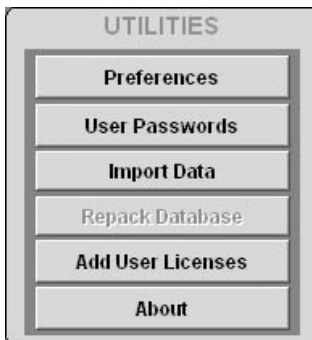 UTILITIES
Preferences
User Passwords
Import Data
Repack Database
Add User Licenses
About